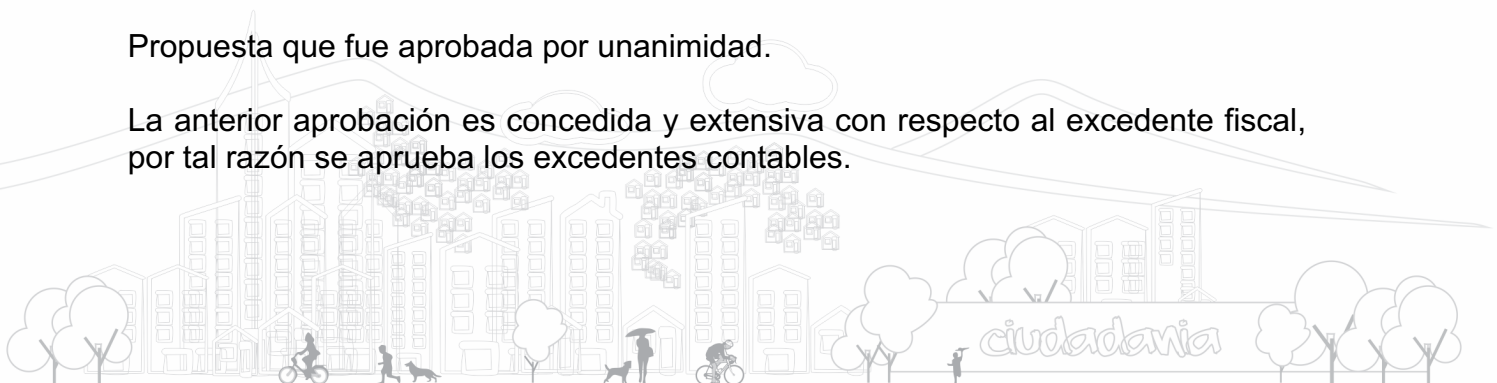 Propuesta que fue aprobada por unanimidad.
La anterior aprobación es concedida y extensiva con respecto al excedente fiscal,
por tal razón se aprueba los excedentes contables.
ciudadania